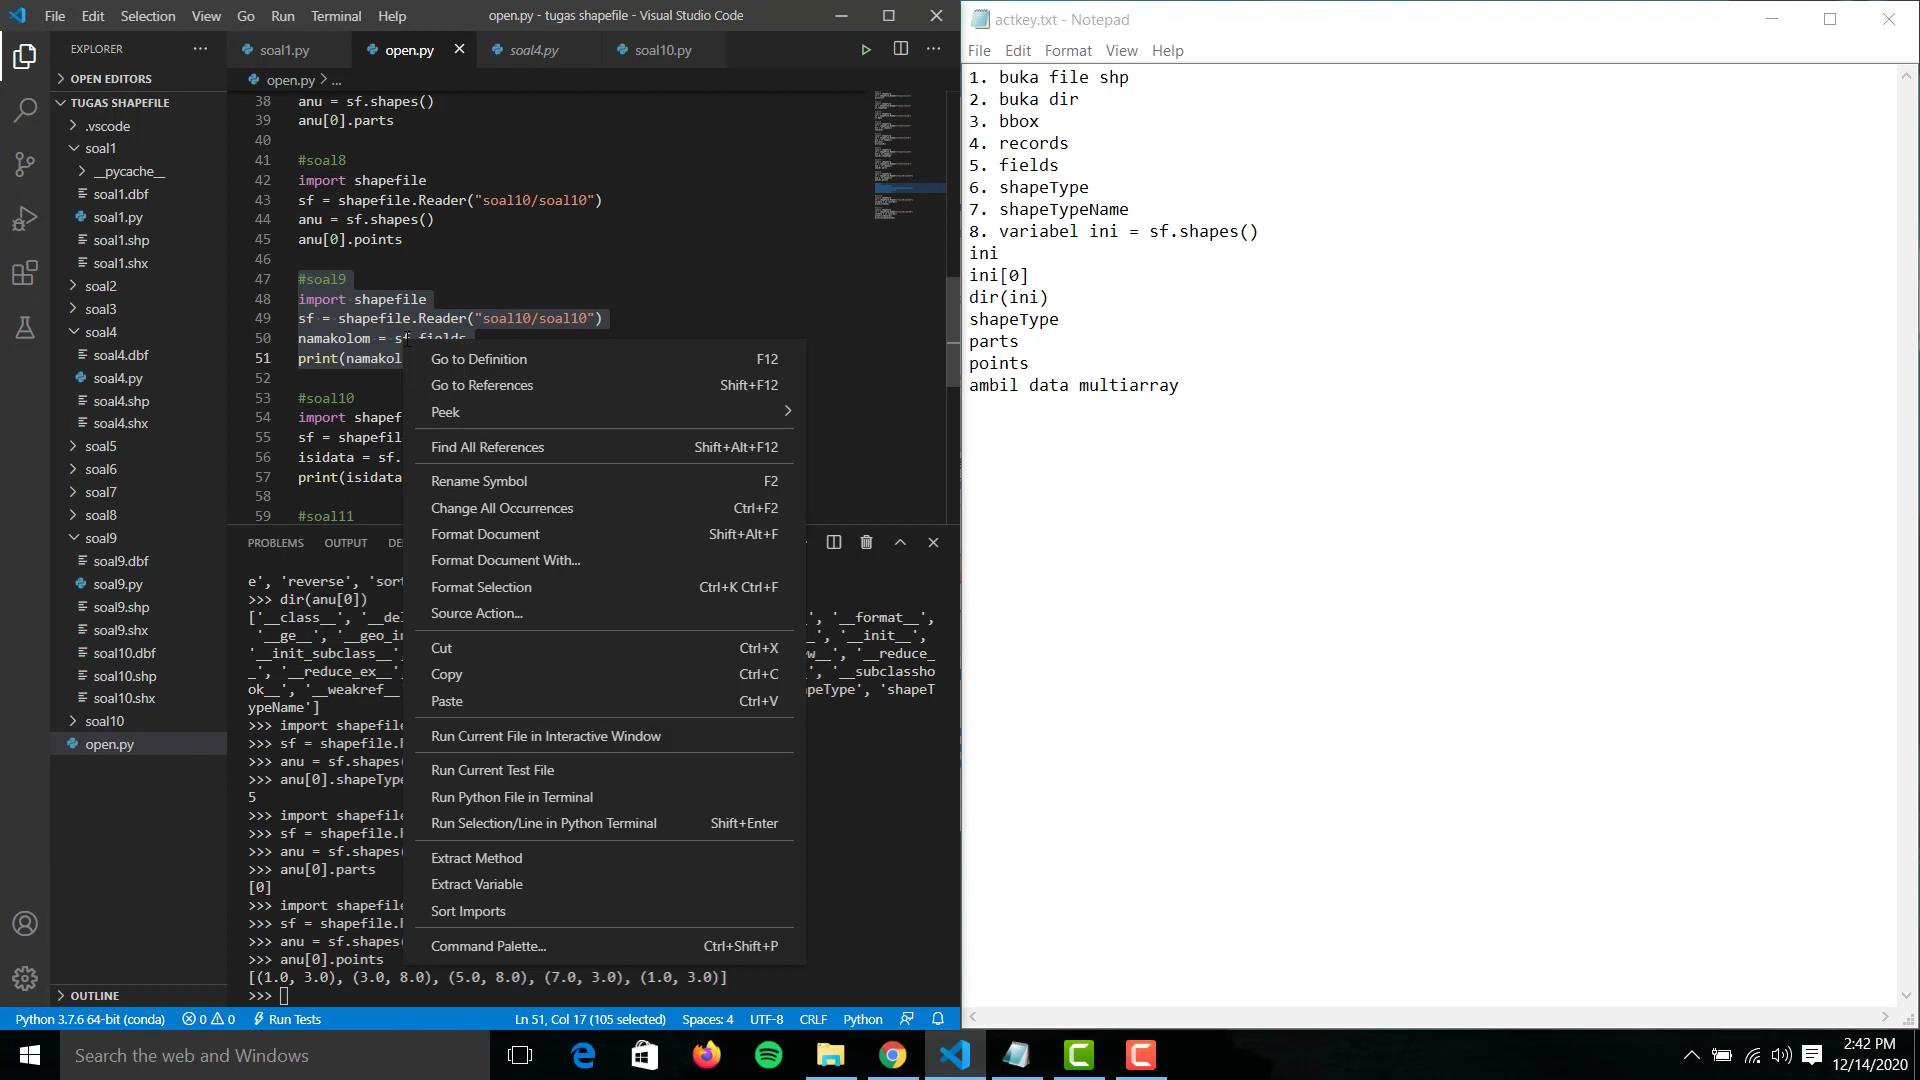 File Edit Selection View Go Run Terminal Help
open.py - tugas shapefile - Visual Studio Code
EXPLORER
OPEN EDITORS
TUGAS SHAPEFILE
.vscode
soal1
__pycache__
soal1.dbf
soal1.py
soal1.shp
soal1.shx
soal2
soal3
soal4
soal4.dbf
soal4.py
soal4.shp
soal4.shx
soal5
soal6
soal7
soal8
soal9
soal9.dbf
soal9.py
soal9.shp
soal9.shx
soal10.dbf
soal10.shp
soal10.shx
soal10
open.py
OUTLINE
soal1.py open.py soal4.py soal10.py
open.py > ...
38 anu = sf.shapes()
39 anu[0].parts
40
41 #soal8
42 import shapefile
43 sf = shapefile.Reader("soal10/soal10")
44 anu = sf.shapes()
45 anu[0].points
46
47 #soal9
48 import shapefile
49 sf = shapefile.Reader("soal10/soal10")
50 namakolom = sf.fields
51 print(namakol
52
53 #soal10
54 import shapef
55 sf = shapefil
56 isidata = sf.
57 print(isidata
58
59 #soal11
Go to Definition F12
Go to References Shift+F12
Peek
Find All References Shift+Alt+F12
Rename Symbol F2
Change All Occurrences Ctrl+F2
Format Document Shift+Alt+F
Format Document With...
Format Selection Ctrl+K Ctrl+F
Source Action...
Cut Ctrl+X
Copy Ctrl+C
Paste Ctrl+V
Run Current File in Interactive Window
Run Current Test File
Run Python File in Terminal
Run Selection/Line in Python Terminal Shift+Enter
Extract Method
Extract Variable
Sort Imports
Command Palette... Ctrl+Shift+P
PROBLEMS OUTPUT DE
e', 'reverse', 'sor
>>> dir(anu[0])
['__class__', '__de ', '__format__',
'__ge__', '__geo_in ', '__init__',
'__init_subclass__' w__', '__reduce_
_', '__reduce_ex__' ', '__subclassho
ok__', '__weakref__ peType', 'shapeT
ypeName']
>>> import shapefile
>>> sf = shapefile.
>>> anu = sf.shapes
>>> anu[0].shapeType
5
>>> import shapefile
>>> sf = shapefile.
>>> anu = sf.shapes
>>> anu[0].parts
[0]
>>> import shapefile
>>> sf = shapefile.
>>> anu = sf.shapes
>>> anu[0].points
[(1.0, 3.0), (3.0, 8.0), (5.0, 8.0), (7.0, 3.0), (1.0, 3.0)]
>>>
Python 3.7.6 64-bit (conda) 0 0 Run Tests Ln 51, Col 17 (105 selected) Spaces: 4 UTF-8 CRLF Python
actkey.txt - Notepad
File Edit Format View Help
1. buka file shp
2. buka dir
3. bbox
4. records
5. fields
6. shapeType
7. shapeTypeName
8. variabel ini = sf.shapes()
ini
ini[0]
dir(ini)
shapeType
parts
points
ambil data multiarray
Search the web and Windows
2:42 PM
12/14/2020